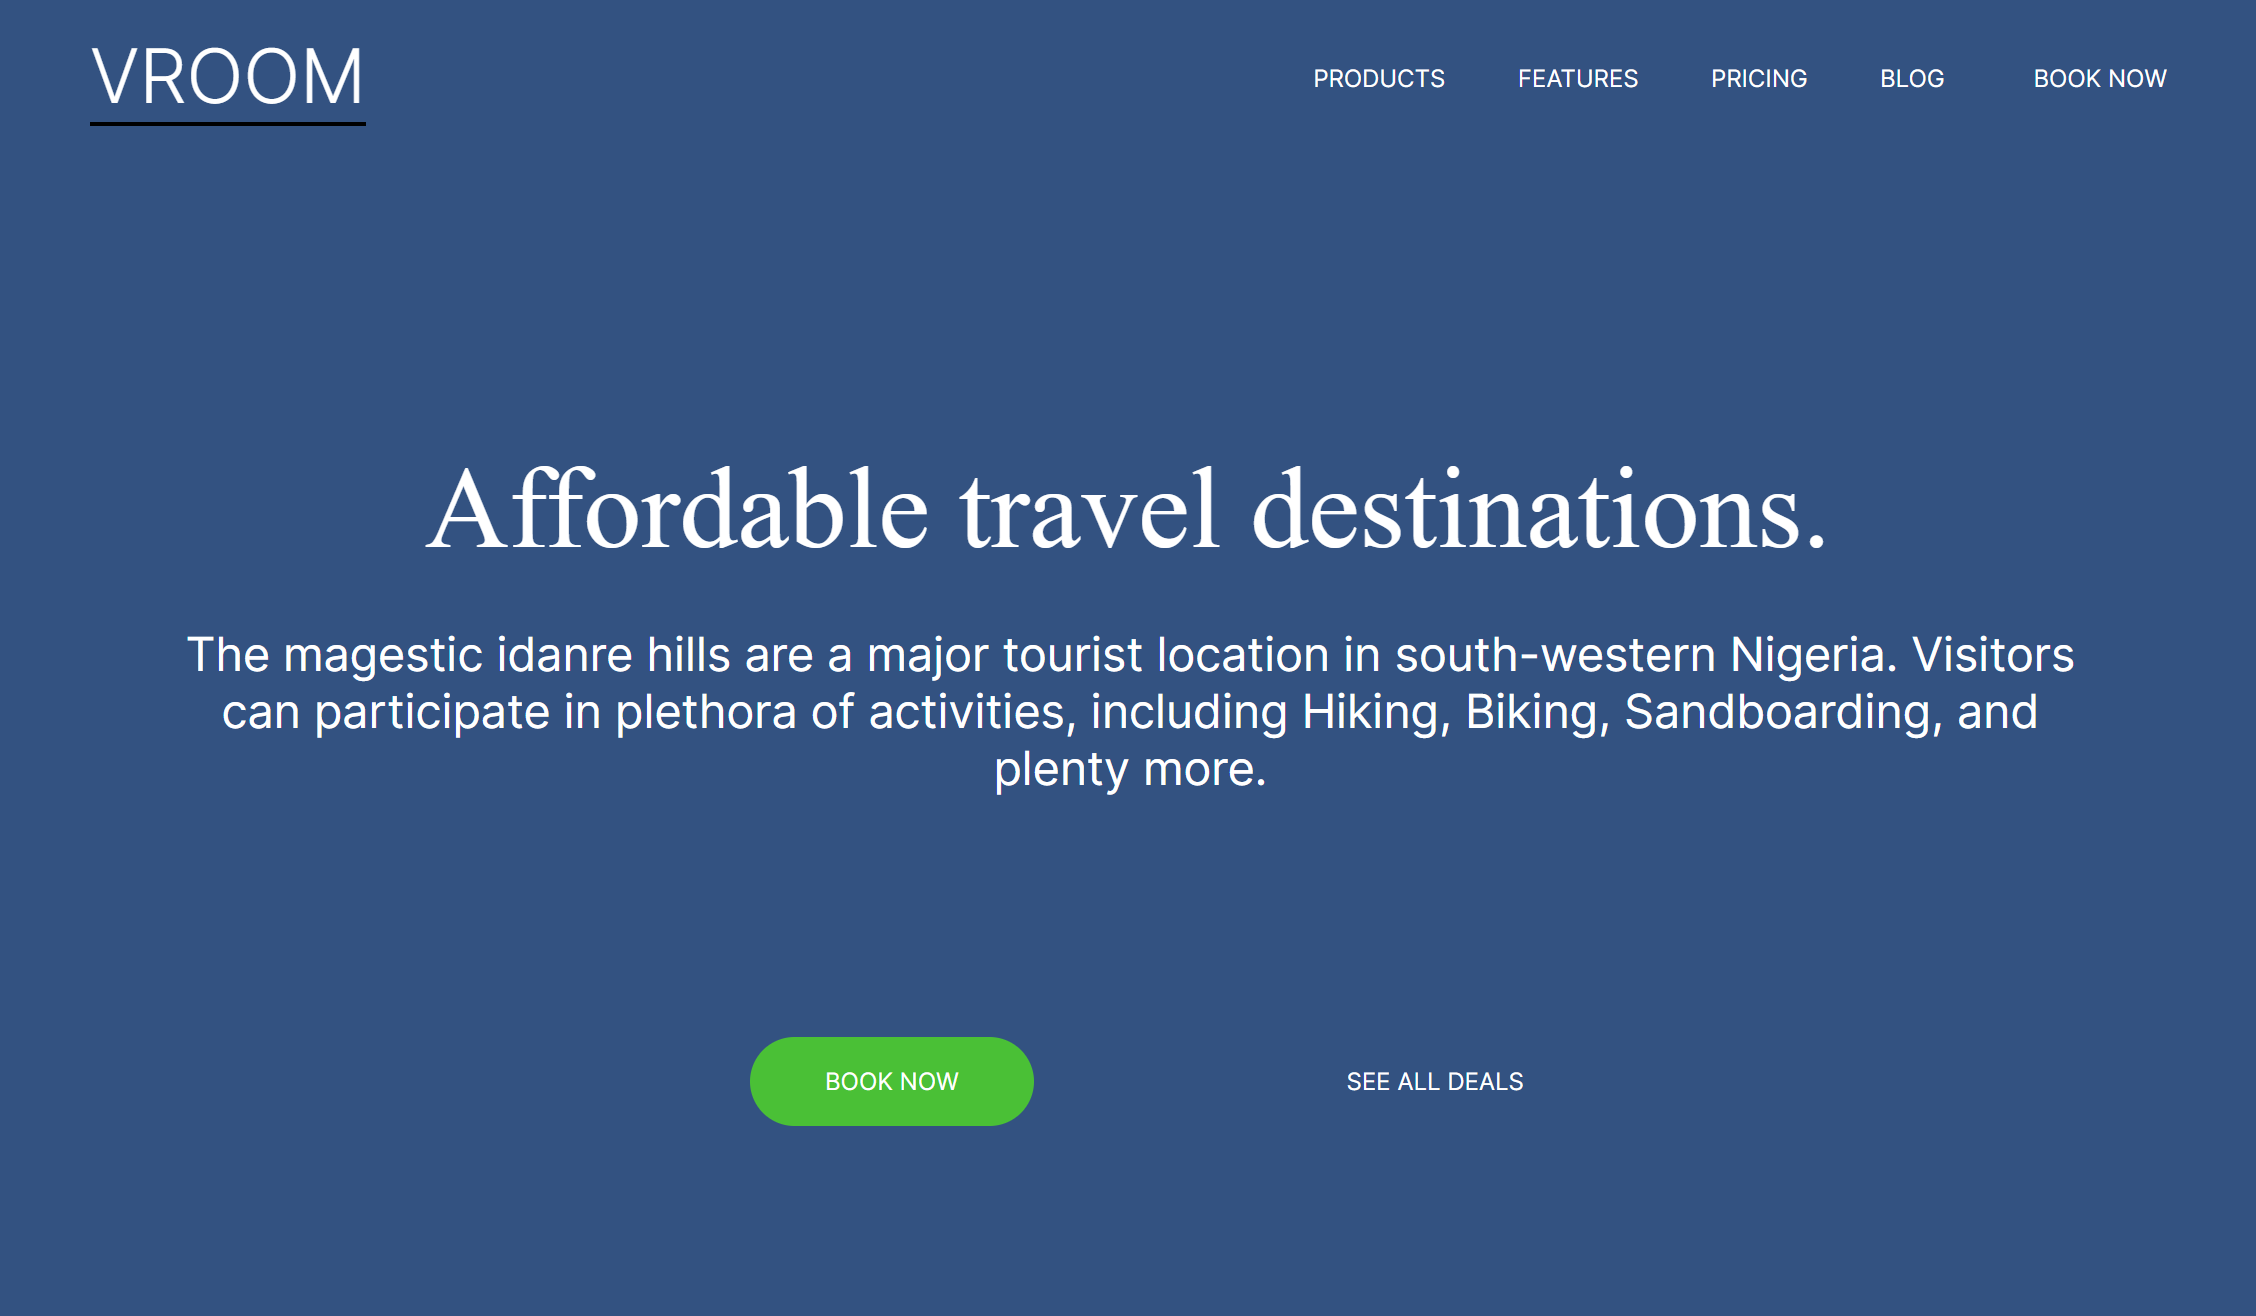 VROOM
PRODUCTS FEATURES PRICING BLOG BOOK NOW
Affordable travel destinations.
The magestic idanre hills are a major tourist location in south-western Nigeria. Visitors
can participate in plethora of activities, including Hiking, Biking, Sandboarding, and
plenty more.
BOOK NOW SEE ALL DEALS